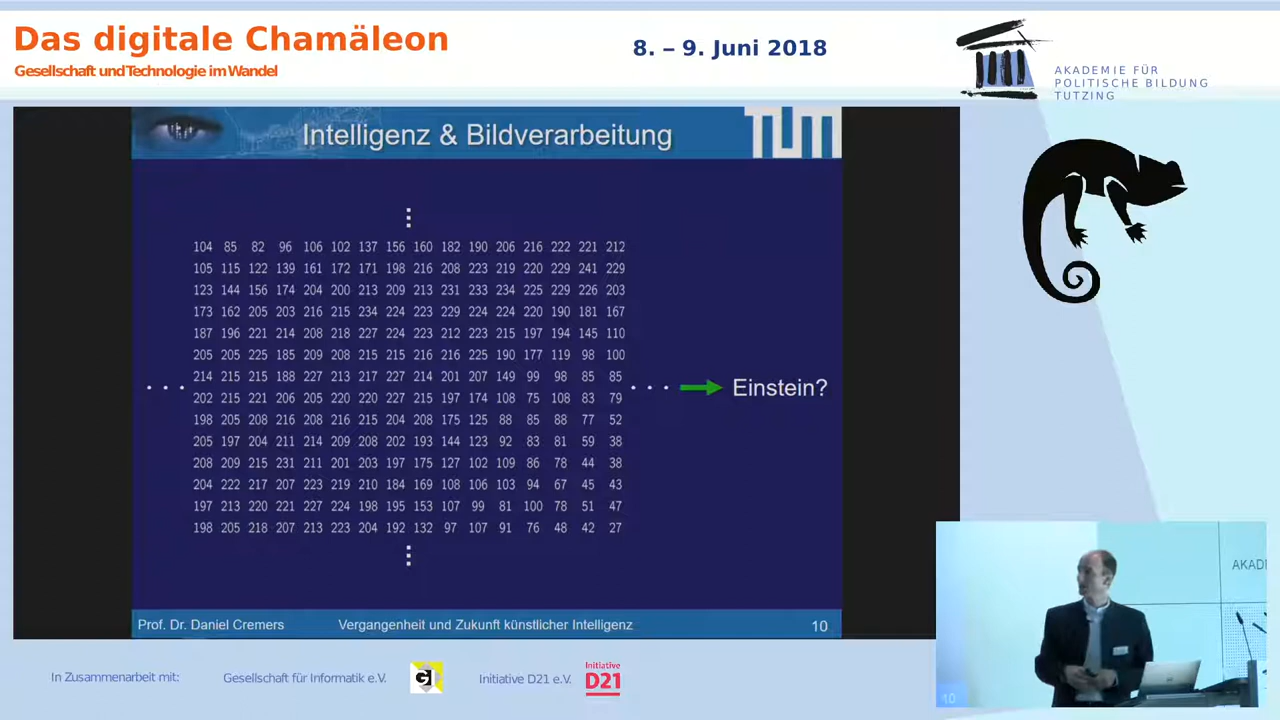 Das digitale Chamäleon
Gesellschaft und Technologie im Wandel
8. – 9. Juni 2018
AKADEMIE FÜR
POLITISCHE BILDUNG
TUTZING
Intelligenz & Bildverarbeitung
TUM
104 85 82 96 106 102 137 156 160 182 190 206 216 222 221 212
105 115 122 139 161 172 171 198 216 208 223 219 220 229 241 229
123 144 156 174 204 200 213 209 213 231 233 234 225 229 226 203
173 162 205 203 216 215 234 224 223 229 224 224 220 190 181 167
187 196 221 214 208 218 227 224 223 212 223 215 197 194 145 110
205 205 225 185 209 208 215 215 216 216 225 190 177 119 98 100
214 215 215 188 227 213 217 227 214 201 207 149 99 98 85 85
. . . . . . Einstein?
202 215 221 206 205 220 220 227 215 197 174 108 75 108 83 79
198 205 208 216 208 216 215 204 208 175 125 88 85 88 77 52
205 197 204 211 214 209 208 202 193 144 123 92 83 81 59 38
208 209 215 231 211 201 203 197 175 127 102 109 86 78 44 38
204 222 217 207 223 219 210 184 169 108 106 103 94 67 45 43
197 213 220 221 227 224 198 195 153 107 99 81 100 78 51 47
198 205 218 207 213 223 204 192 132 97 107 91 76 48 42 27
Prof. Dr. Daniel Cremers Vergangenheit und Zukunft künstlicher Intelligenz 10
AKAD
10
In Zusammenarbeit mit: Gesellschaft für Informatik e.V. GI Initiative D21 e.V. Initiative
D21